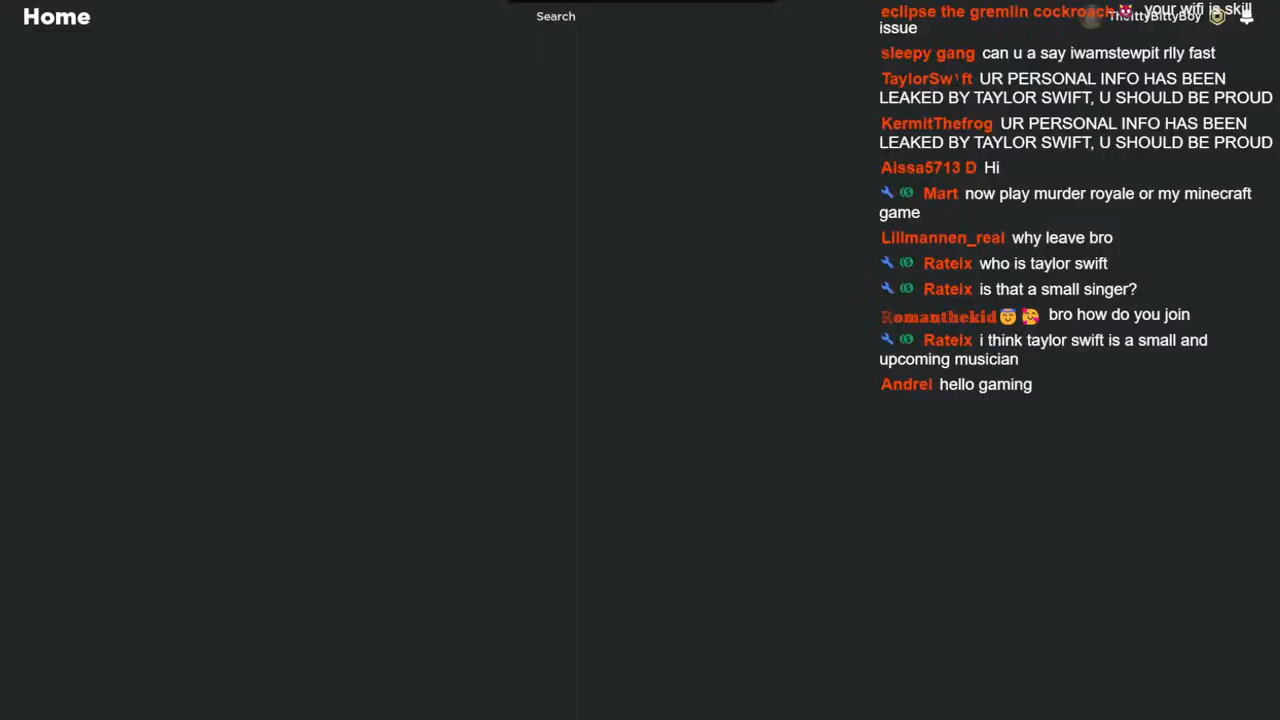 Home
Search
TheIttyBittyBoy
eclipse the gremlin cockroach😈 your wifi is skill
issue
sleepy gang can u a say iwamstewpit rlly fast
TaylorSw\ft UR PERSONAL INFO HAS BEEN
LEAKED BY TAYLOR SWIFT, U SHOULD BE PROUD
KermitThefrog UR PERSONAL INFO HAS BEEN
LEAKED BY TAYLOR SWIFT, U SHOULD BE PROUD
Aissa5713 D Hi
Mart now play murder royale or my minecraft
game
Lillmannen_real why leave bro
Rateix who is taylor swift
Rateix is that a small singer?
Romanthekid😇 🥰 bro how do you join
Rateix i think taylor swift is a small and
upcoming musician
Andrei hello gaming